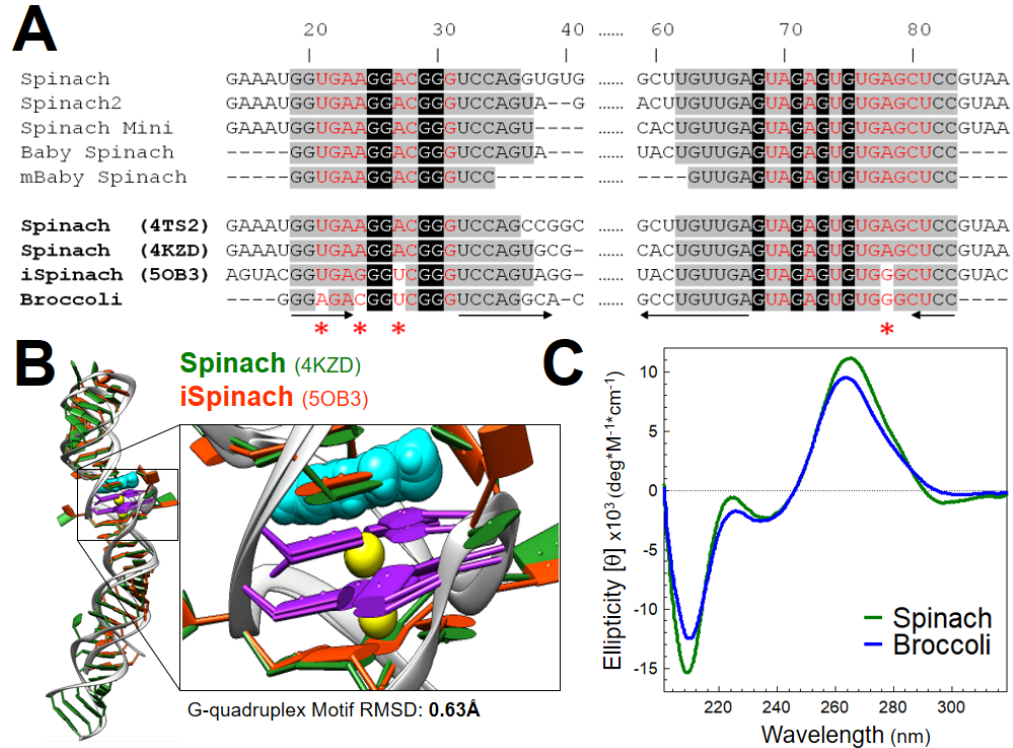 A
20 30 40 ...... 60 70 80
Spinach GAAAUGGUGAAGGACGGGUCCAGGUGUG ...... GCUUGUUGAGUAGAGUGUGAGCUCCGUAA
Spinach2 GAAAUGGUGAAGGACGGGUCCAGUA--G ...... ACUUGUUGAGUAGAGUGUGAGCUCCGUAA
Spinach Mini GAAAUGGUGAAGGACGGGUCCAGU---- ...... CACUGUUGAGUAGAGUGUGAGCUCCGUAA
Baby Spinach -----GGUGAAGGACGGGUCCAGUA--- ...... UACUGUUGAGUAGAGUGUGAGCUCC----
mBaby Spinach -----GGUGAAGGACGGGUCC------- ...... ----GUUGAGUAGAGUGUGAGCUCC----
Spinach (4TS2) GAAAUGGUGAAGGACGGGUCCAGCCGGC ...... GCUUGUUGAGUAGAGUGUGAGCUCCGUAA
Spinach (4KZD) GAAAUGGUGAAGGACGGGUCCAGUGCG- ...... CACUGUUGAGUAGAGUGUGAGCUCCGUAA
iSpinach (5OB3) AGUACGGUGAGGGUCGGGUCCAGUAGG- ...... UACUGUUGAGUAGAGUGUGGGCUCCGUAC
Broccoli ----GGGAGACGGUCGGGUCCAGGCA-C ...... GCCUGUUGAGUAGAGUGUGGGCUCC----
* * * *
B
Spinach (4KZD)
iSpinach (5OB3)
G-quadruplex Motif RMSD: 0.63Å
C
Ellipticity [θ] x10³ (deg*M⁻¹*cm⁻¹)
10
5
0
-5
-10
-15
Spinach
Broccoli
220 240 260 280 300
Wavelength (nm)